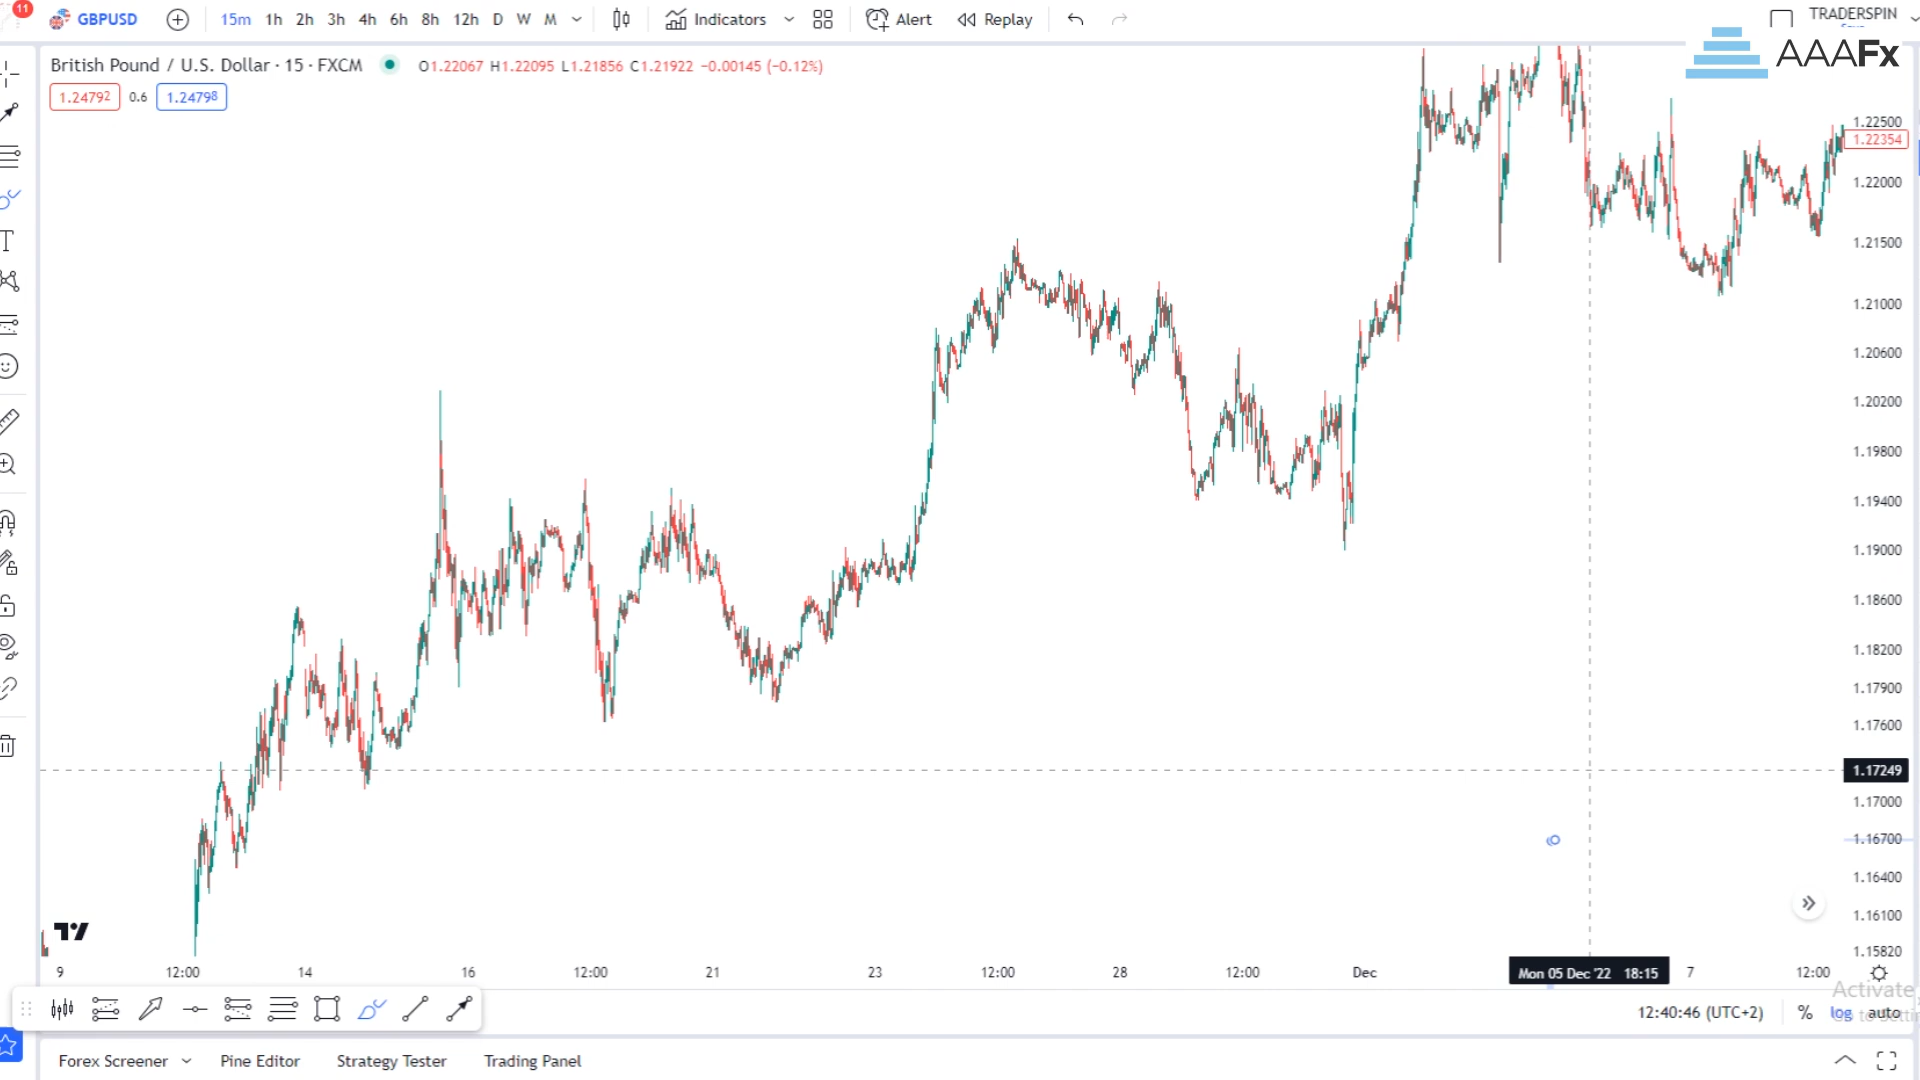 11
GBPUSD
15m 1h 2h 3h 4h 6h 8h 12h D W M
Indicators
Alert
Replay
TRADERSPIN
AAAFx
British Pound / U.S. Dollar · 15 · FXCM
O1.22067 H1.22095 L1.21856 C1.21922 −0.00145 (−0.12%)
1.24792 0.6 1.24798
1.22500
1.22354
1.22000
1.21500
1.21000
1.20600
1.20200
1.19800
1.19400
1.19000
1.18600
1.18200
1.17900
1.17600
1.17249
1.17000
1.16700
1.16400
1.16100
1.15820
9 12:00 14 16 12:00 21 23 12:00 28 12:00 Dec Mon 05 Dec '22 18:15 7 12:00
Activate
12:40:46 (UTC+2) % log auto
Forex Screener Pine Editor Strategy Tester Trading Panel